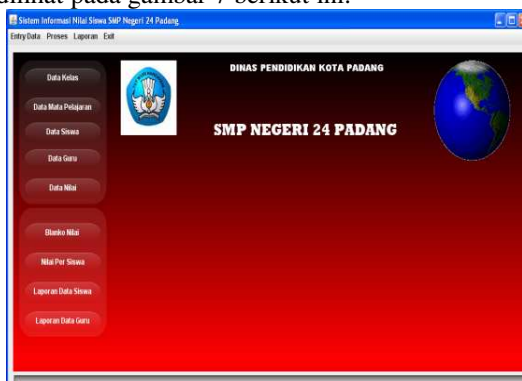 dilihat pada gambar 7 berikut ini:
Sistem Informasi Nilai Siswa SMP Negeri 24 Padang
Entry Data Proses Laporan Exit
DINAS PENDIDIKAN KOTA PADANG
SMP NEGERI 24 PADANG
Data Kelas
Data Mata Pelajaran
Data Siswa
Data Guru
Data Nilai
Blanko Nilai
Nilai Per Siswa
Laporan Data Siswa
Laporan Data Guru